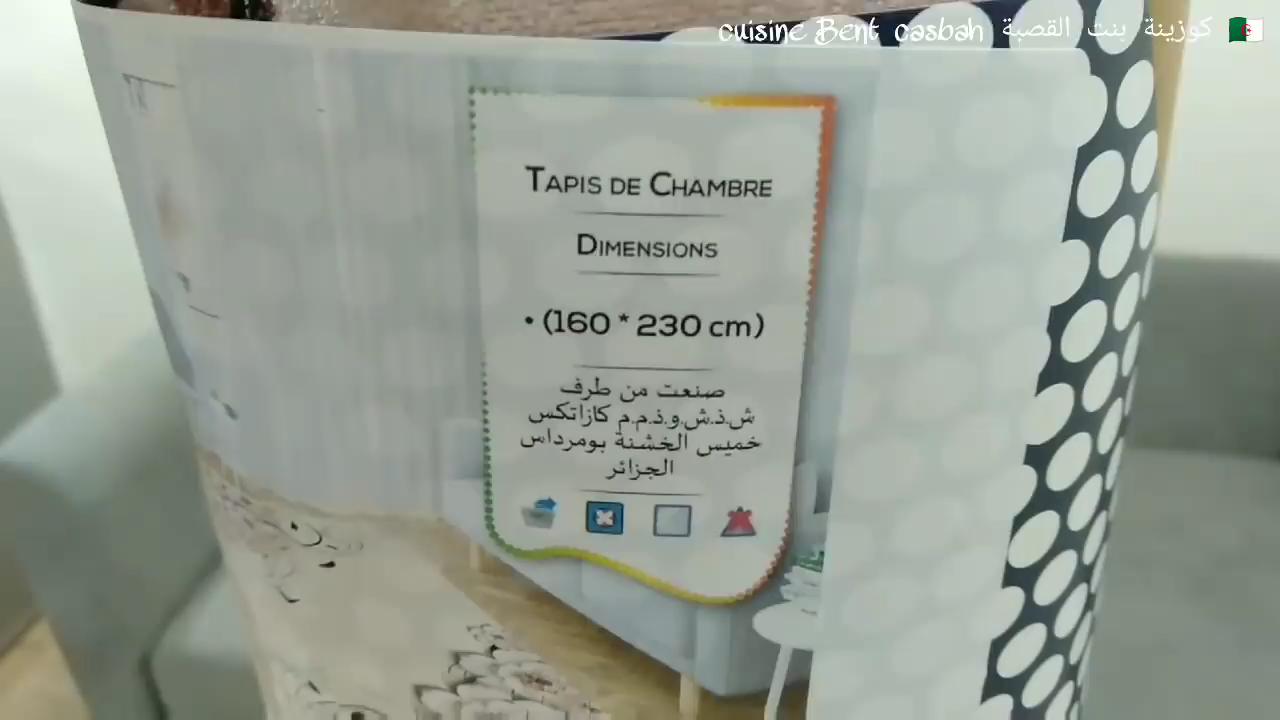 cuisine Bent casbah كوزينة بنت القصبة
TAPIS DE CHAMBRE
DIMENSIONS
• (160 * 230 cm)
صنعت من طرف
ش.ذ.ش.و.ذ.م.م كازاتكس
خميس الخشنة بومرداس
الجزائر